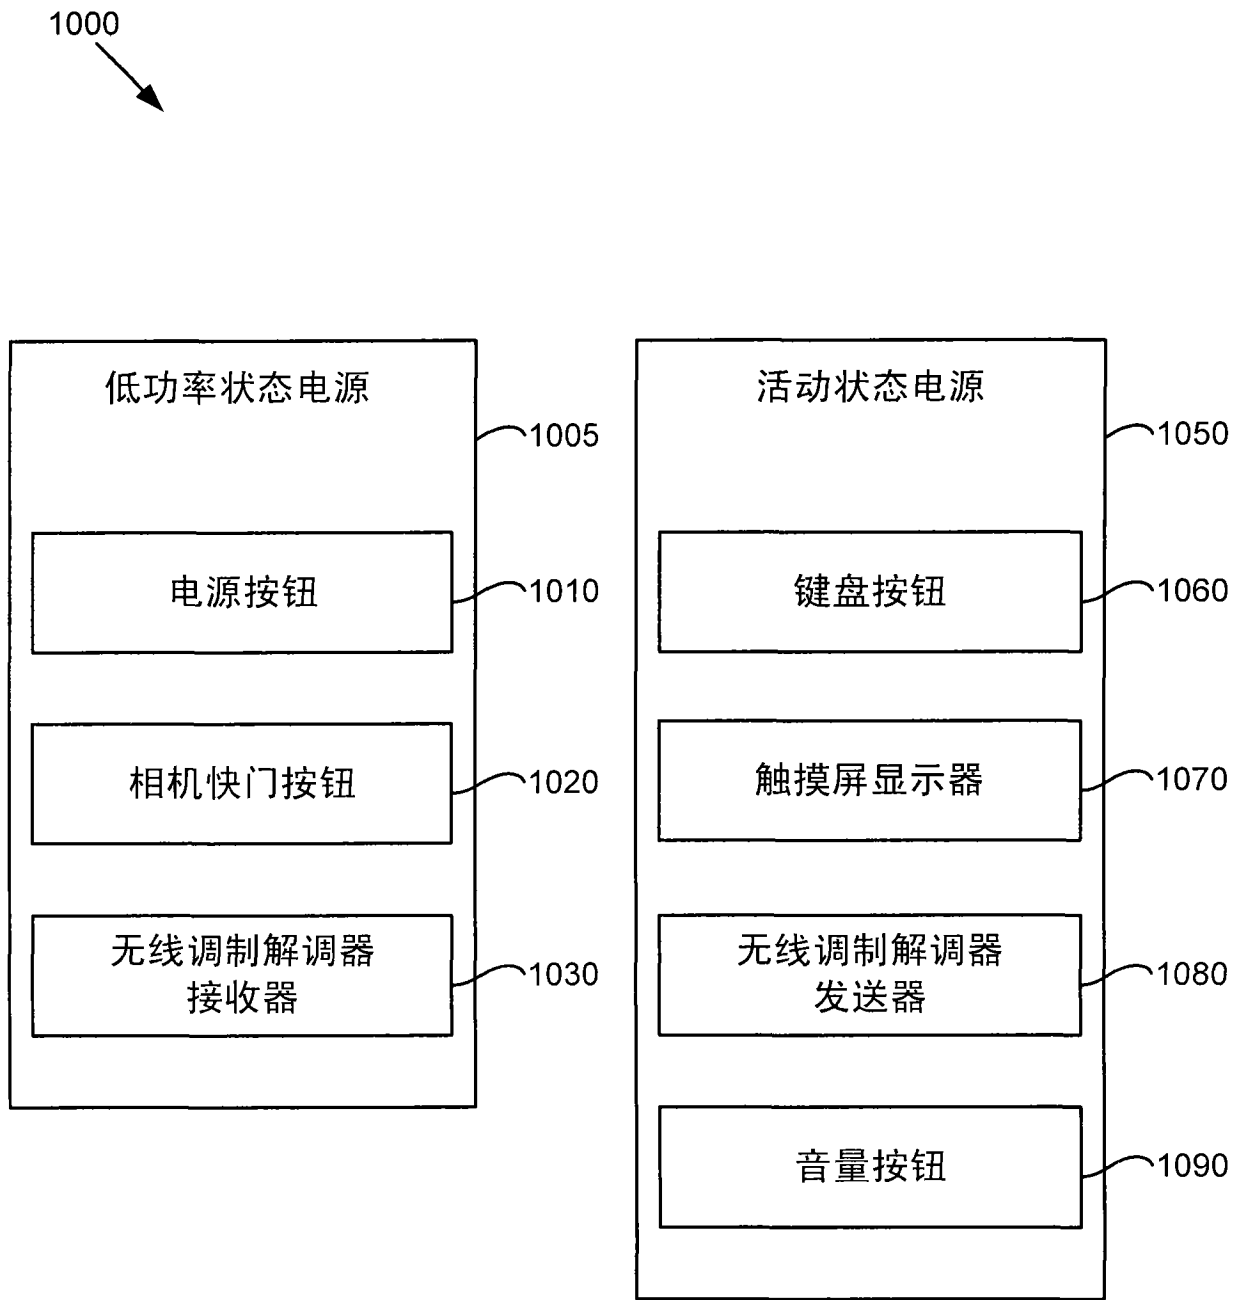 1000
低功率状态电源
1005
电源按钮
1010
相机快门按钮
1020
无线调制解调器
接收器
1030
活动状态电源
1050
键盘按钮
1060
触摸屏显示器
1070
无线调制解调器
发送器
1080
音量按钮
1090